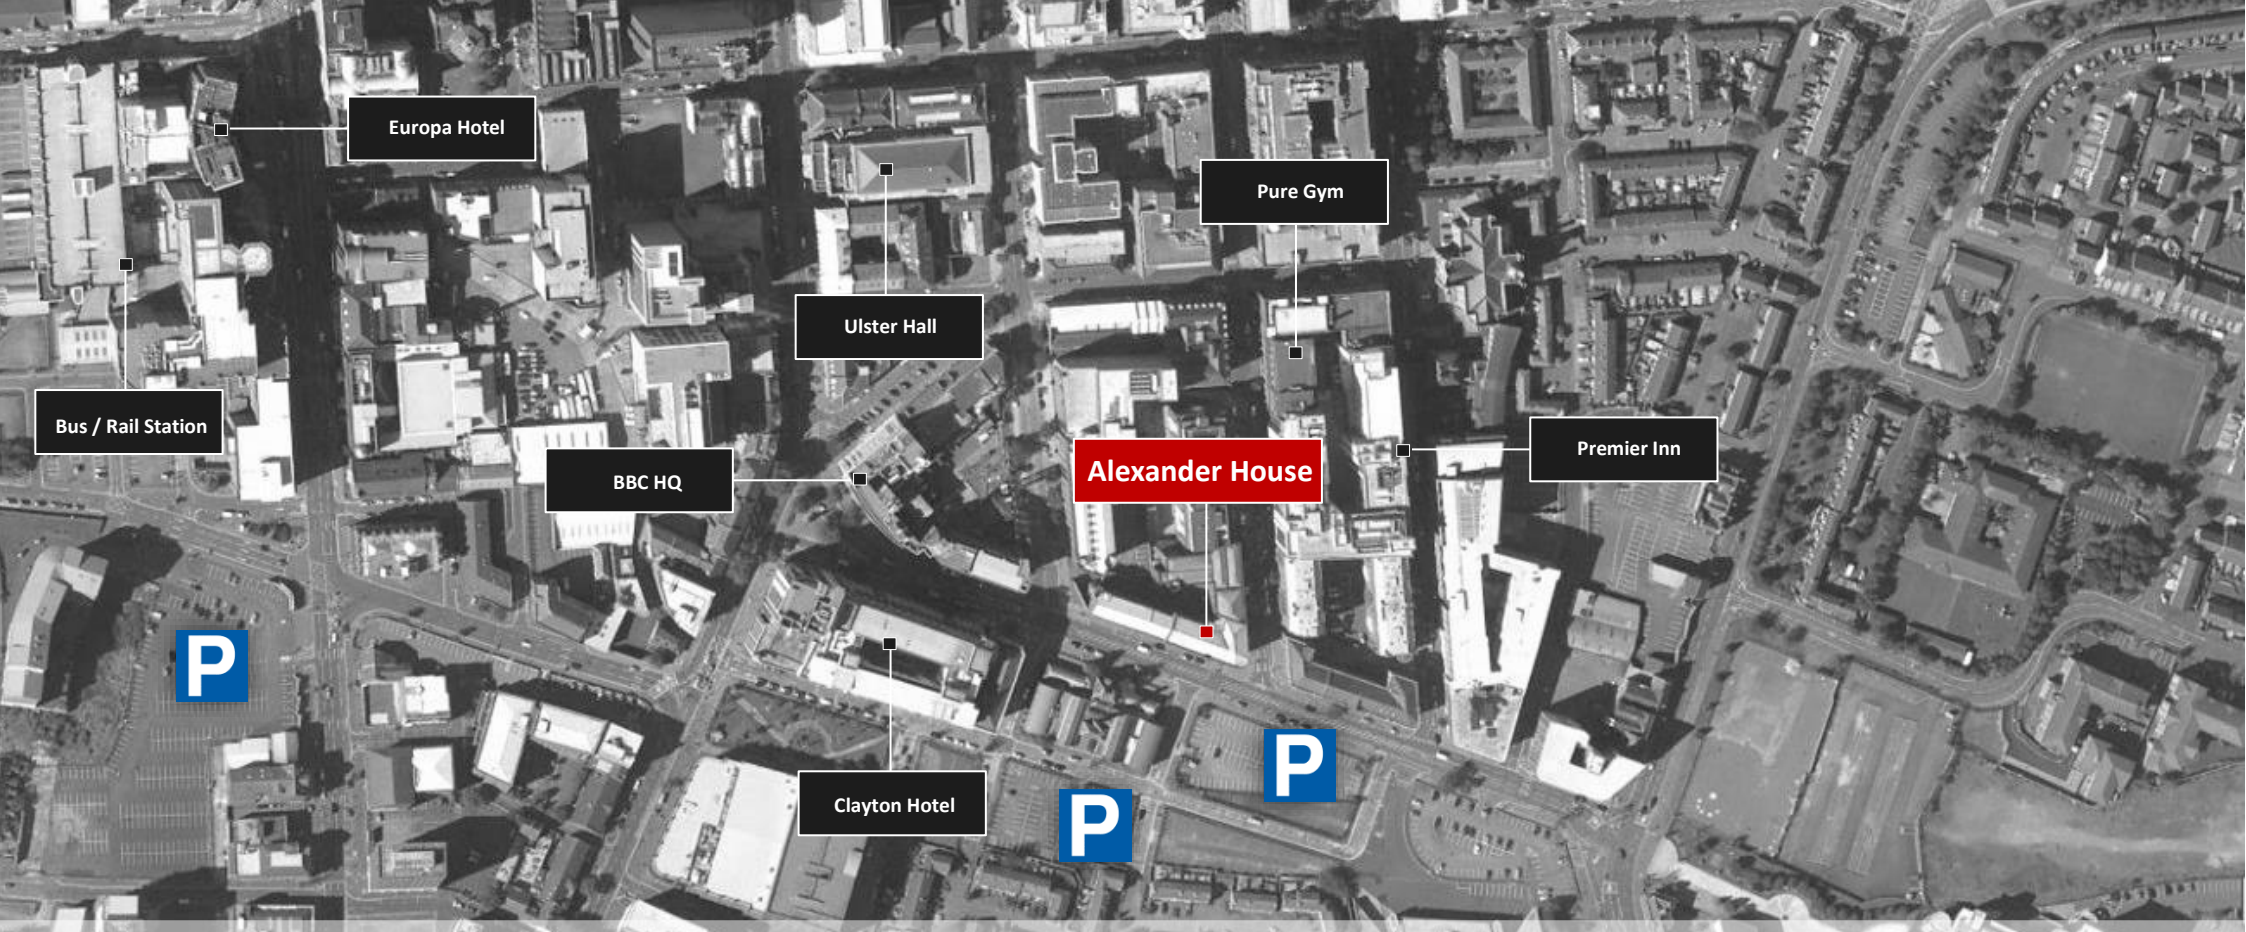 Europa Hotel
Pure Gym
Ulster Hall
Bus / Rail Station
Premier Inn
Alexander House
BBC HQ
P
P
Clayton Hotel
P